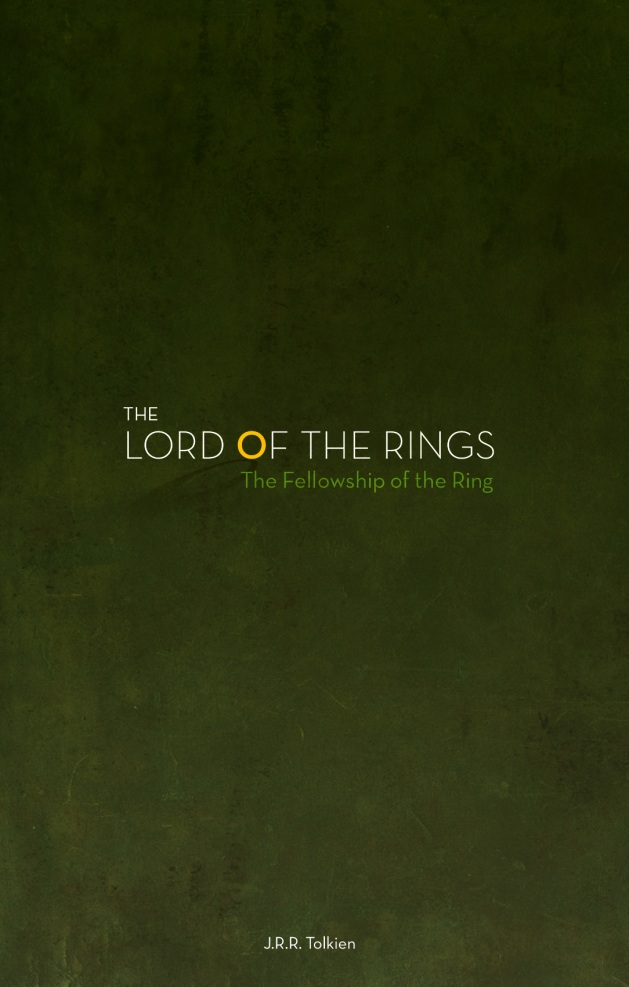 THE
LORD OF THE RINGS
The Fellowship of the Ring
J.R.R. Tolkien